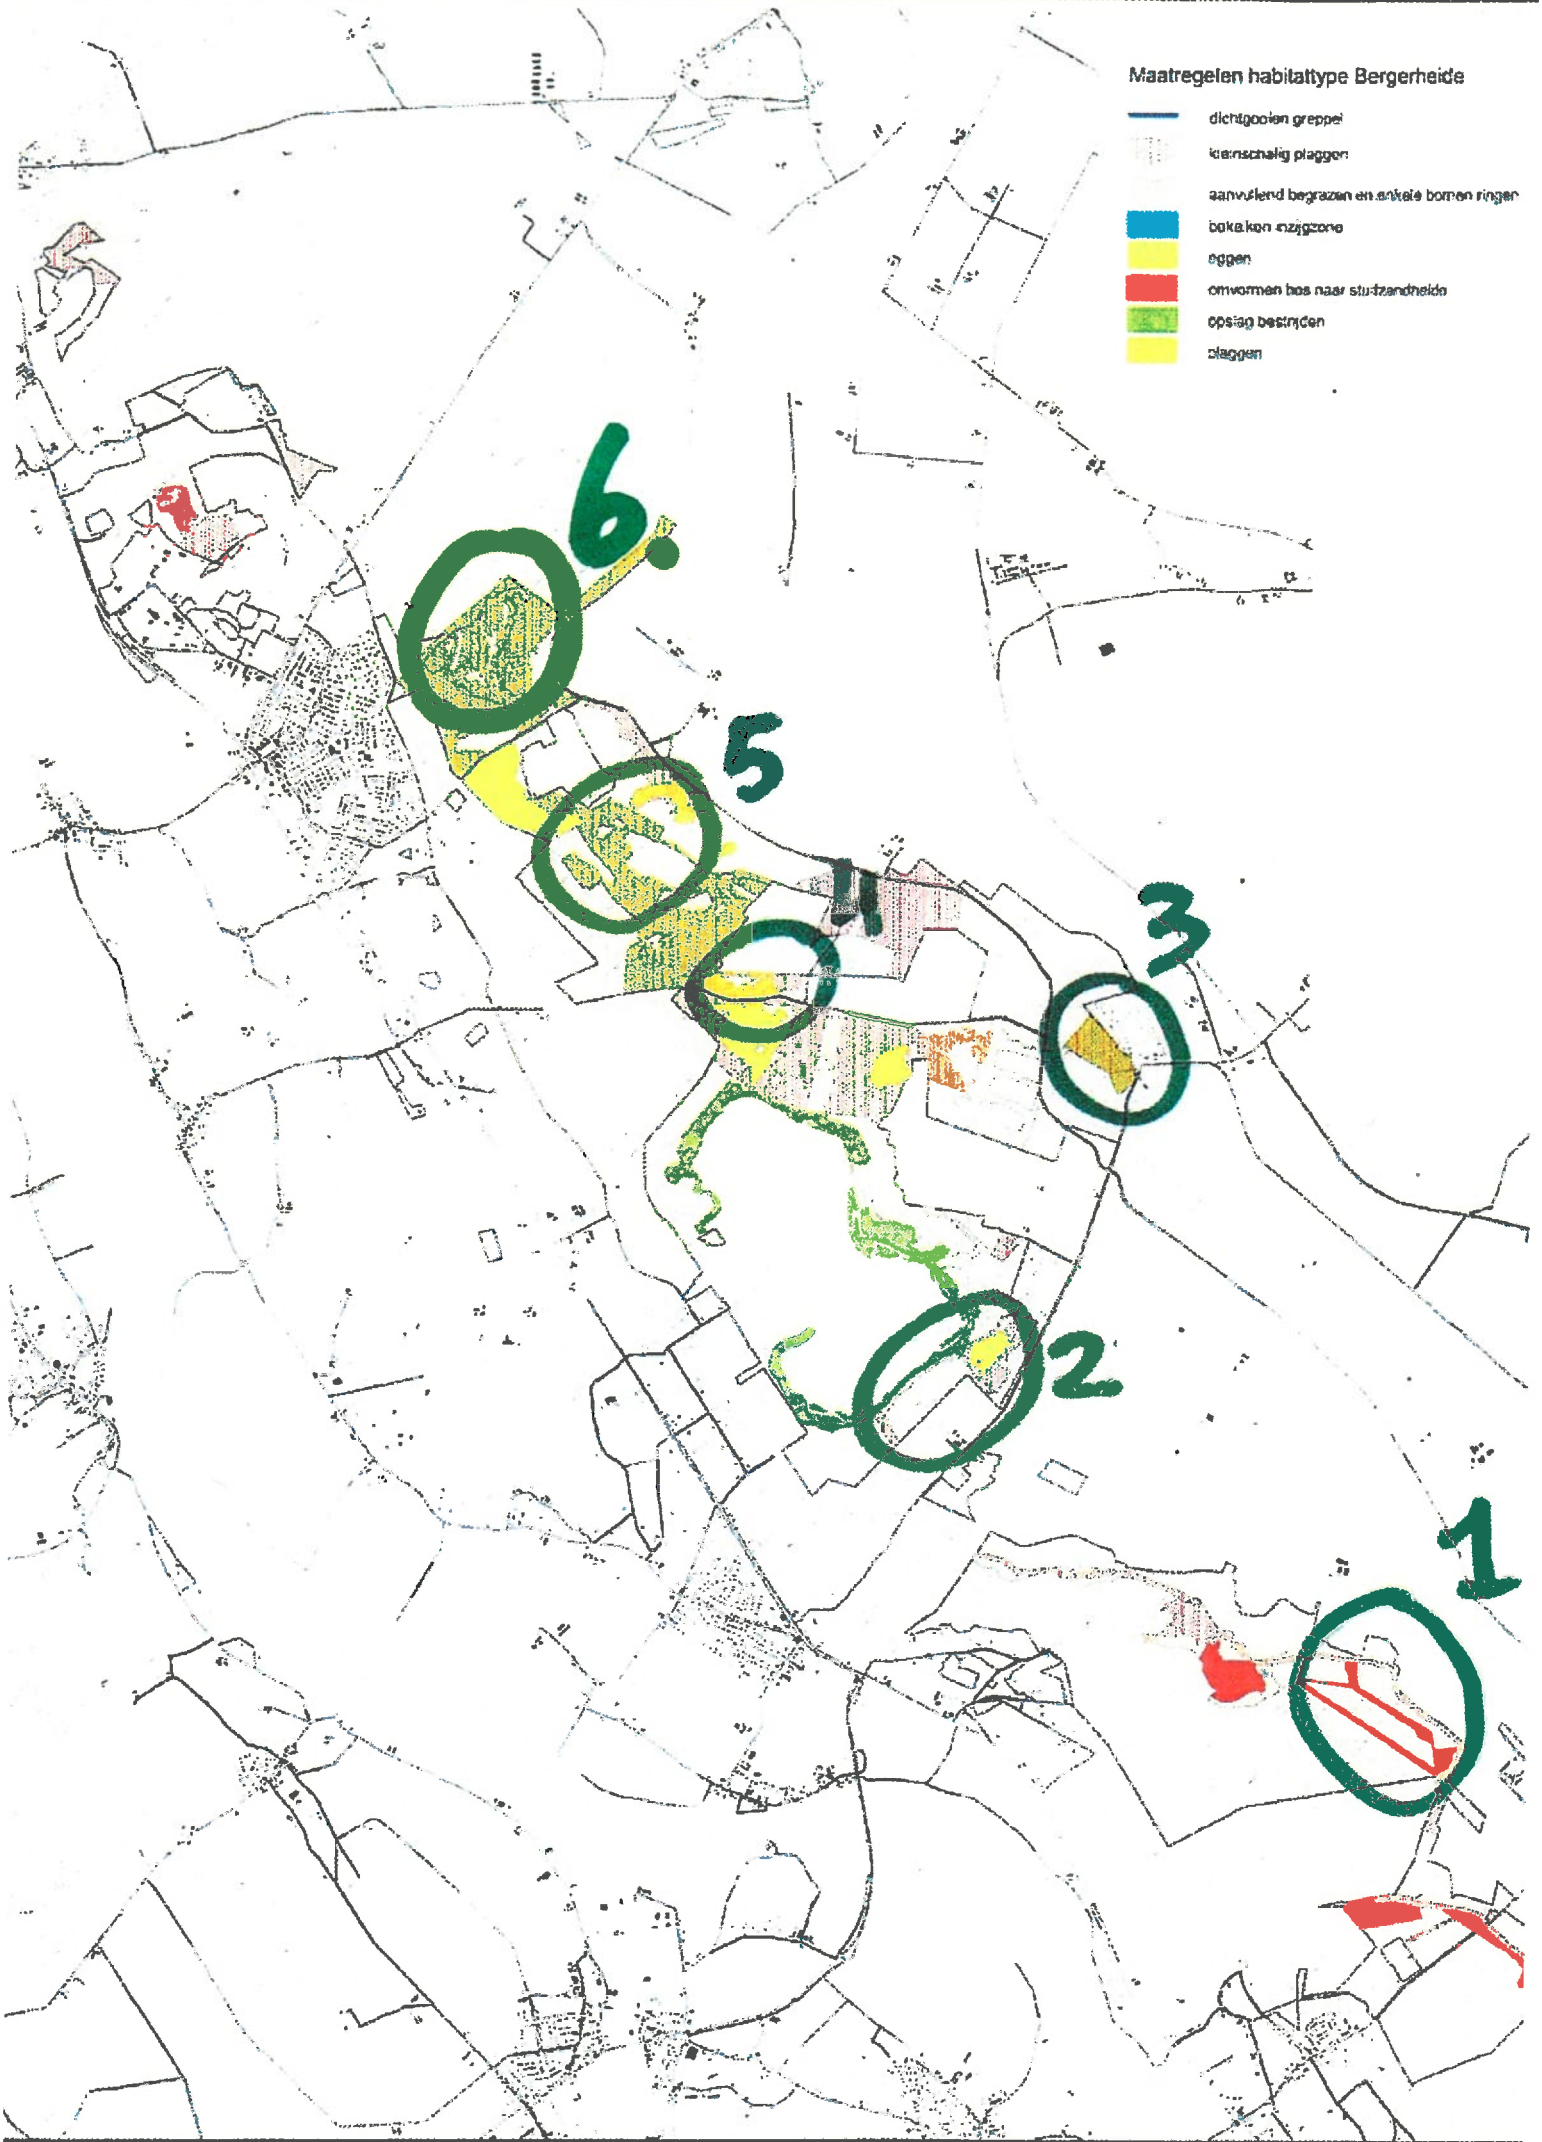 Maatregelen habitattype Bergerheide
dichtgooien greppel
kleinschalig plaggen
aanvullend begrazen en enkele bomen ringen
bekalken inzijgzone
eggen
omvormen bos naar stuifzandheide
opslag bestrijden
plaggen
6
5
3
2
1